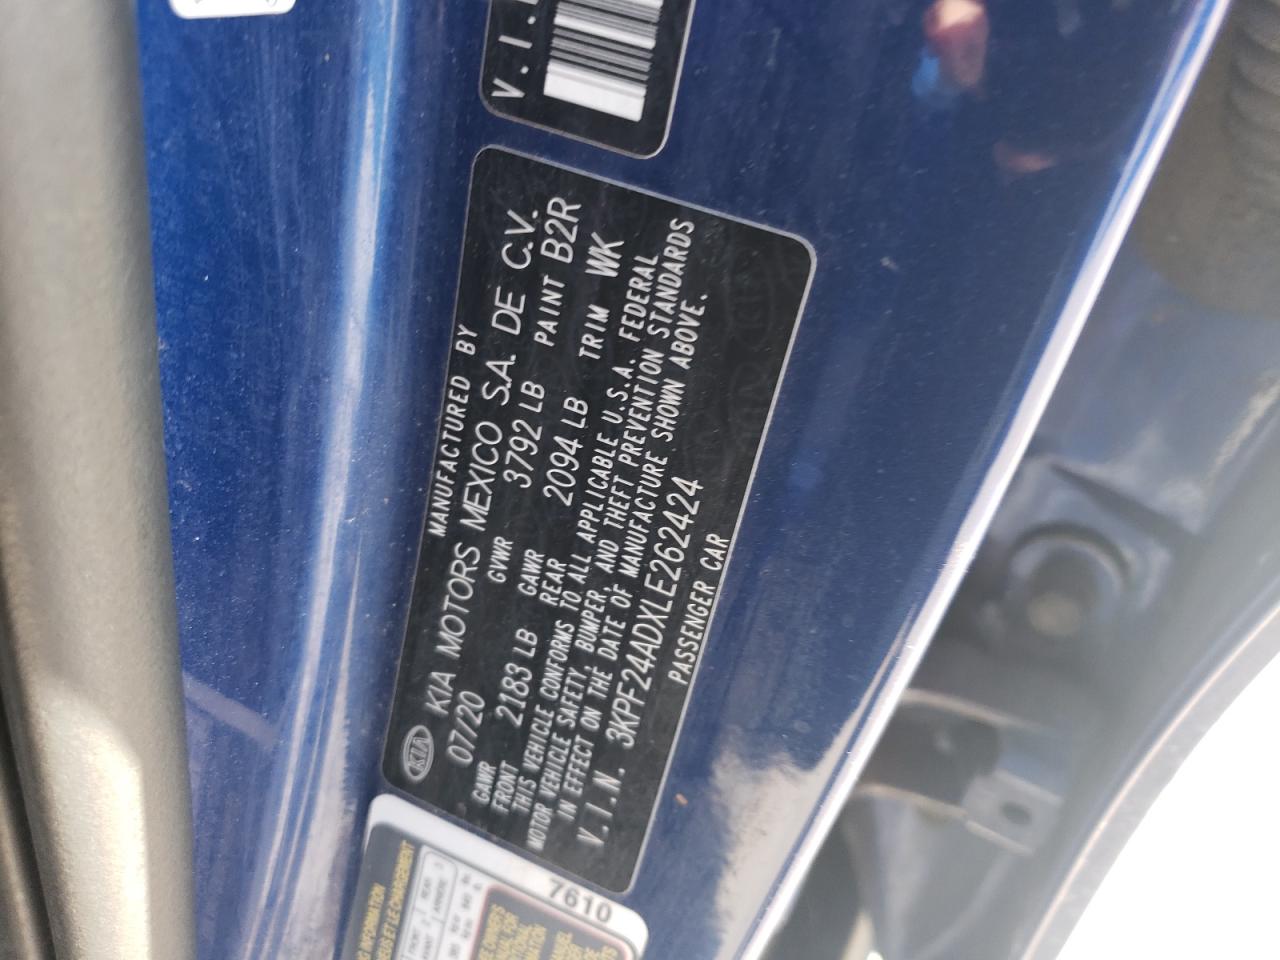 V.I.
MANUFACTURED BY
KIA KIA MOTORS MEXICO S.A. DE C.V.
07/20 GVWR 3792 LB PAINT B2R
GAWR FRONT 2183 LB GAWR REAR 2094 LB TRIM WK
THIS VEHICLE CONFORMS TO ALL APPLICABLE U.S.A. FEDERAL
MOTOR VEHICLE SAFETY, BUMPER, AND THEFT PREVENTION STANDARDS
IN EFFECT ON THE DATE OF MANUFACTURE SHOWN ABOVE.
V.I.N. 3KPF24ADXLE262424
PASSENGER CAR
7610